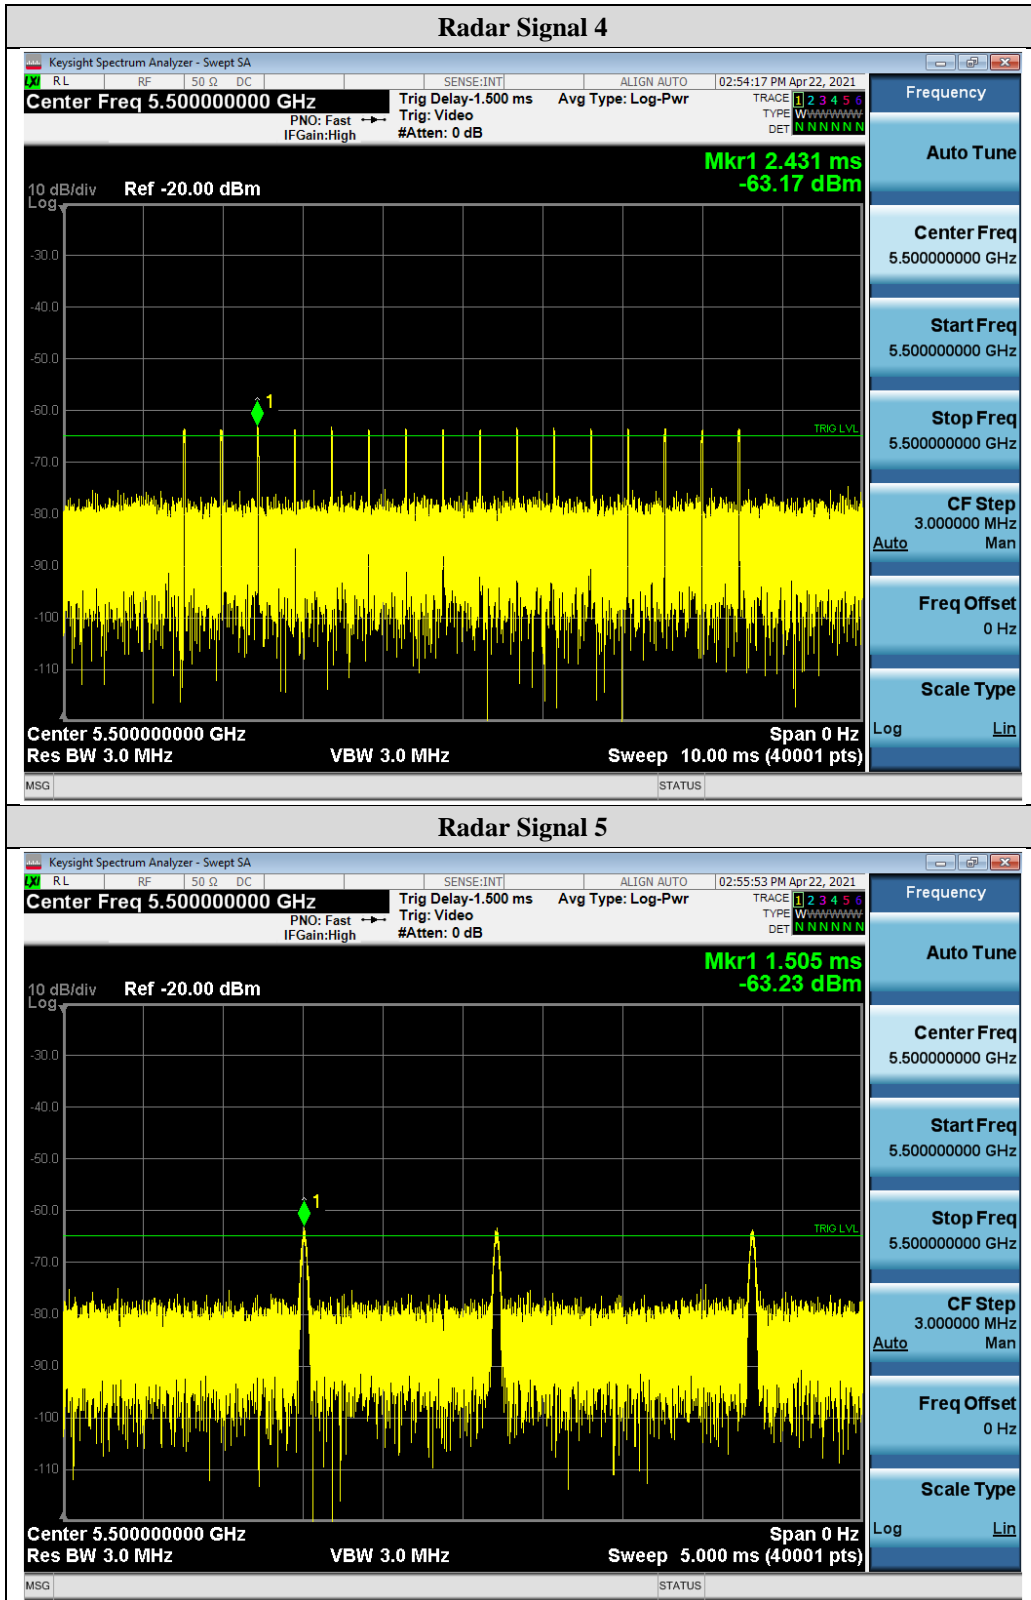 Radar Signal 4
Keysight Spectrum Analyzer - Swept SA
LXI RL RF 50 Ω DC SENSE:INT ALIGN AUTO 02:54:17 PM Apr 22, 2021
Center Freq 5.500000000 GHz
PNO: Fast
IFGain:High
Trig Delay-1.500 ms
Trig: Video
#Atten: 0 dB
Avg Type: Log-Pwr
TRACE 1 2 3 4 5 6
TYPE WWWWWW
DET N N N N N N
Mkr1 2.431 ms
-63.17 dBm
10 dB/div Ref -20.00 dBm
Log
-30.0
-40.0
-50.0
-60.0
1
TRIG LVL
-70.0
-80.0
-90.0
-100
-110
Center 5.500000000 GHz Span 0 Hz
Res BW 3.0 MHz VBW 3.0 MHz Sweep 10.00 ms (40001 pts)
MSG STATUS
Frequency
Auto Tune
Center Freq
5.500000000 GHz
Start Freq
5.500000000 GHz
Stop Freq
5.500000000 GHz
CF Step
3.000000 MHz
Auto Man
Freq Offset
0 Hz
Scale Type
Log Lin
Radar Signal 5
Keysight Spectrum Analyzer - Swept SA
LXI RL RF 50 Ω DC SENSE:INT ALIGN AUTO 02:55:53 PM Apr 22, 2021
Center Freq 5.500000000 GHz
PNO: Fast
IFGain:High
Trig Delay-1.500 ms
Trig: Video
#Atten: 0 dB
Avg Type: Log-Pwr
TRACE 1 2 3 4 5 6
TYPE WWWWWW
DET N N N N N N
Mkr1 1.505 ms
-63.23 dBm
10 dB/div Ref -20.00 dBm
Log
-30.0
-40.0
-50.0
-60.0
1
TRIG LVL
-70.0
-80.0
-90.0
-100
-110
Center 5.500000000 GHz Span 0 Hz
Res BW 3.0 MHz VBW 3.0 MHz Sweep 5.000 ms (40001 pts)
MSG STATUS
Frequency
Auto Tune
Center Freq
5.500000000 GHz
Start Freq
5.500000000 GHz
Stop Freq
5.500000000 GHz
CF Step
3.000000 MHz
Auto Man
Freq Offset
0 Hz
Scale Type
Log Lin